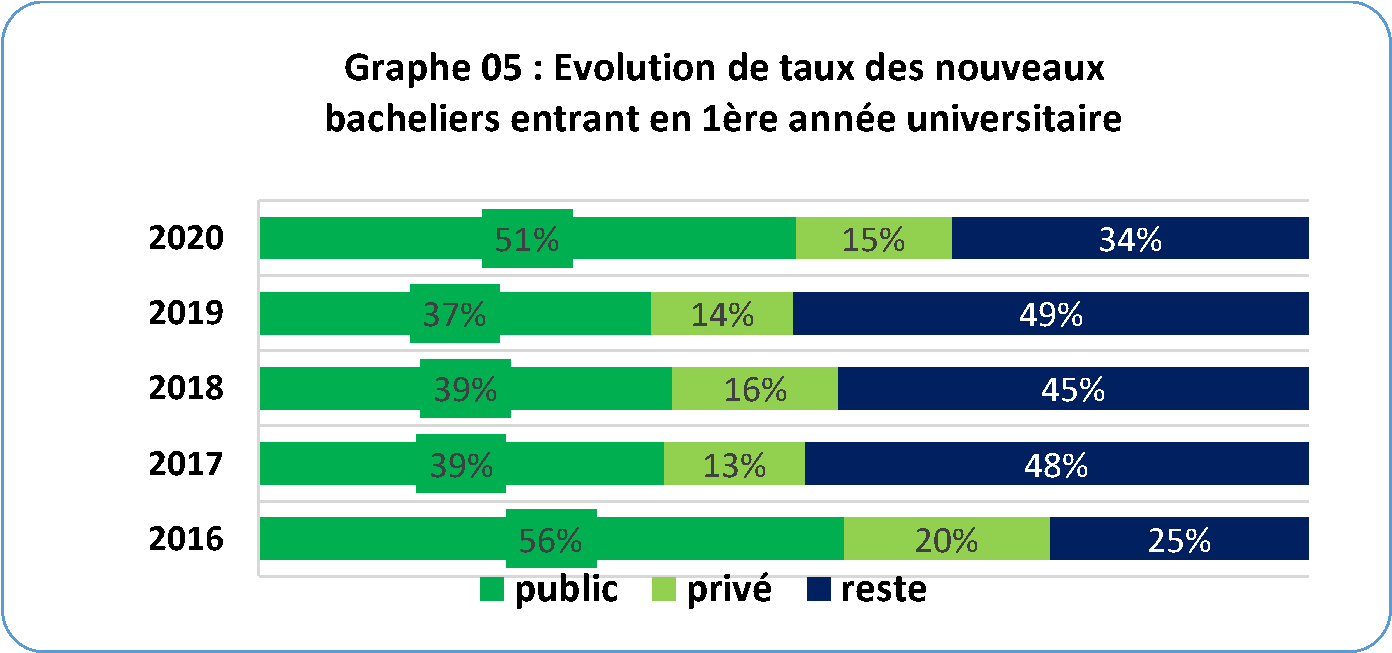 Graphe 05 : Evolution de taux des nouveaux
bacheliers entrant en 1ère année universitaire
2020 51% 15% 34%
2019 37% 14% 49%
2018 39% 16% 45%
2017 39% 13% 48%
2016 56% 20% 25%
public privé reste